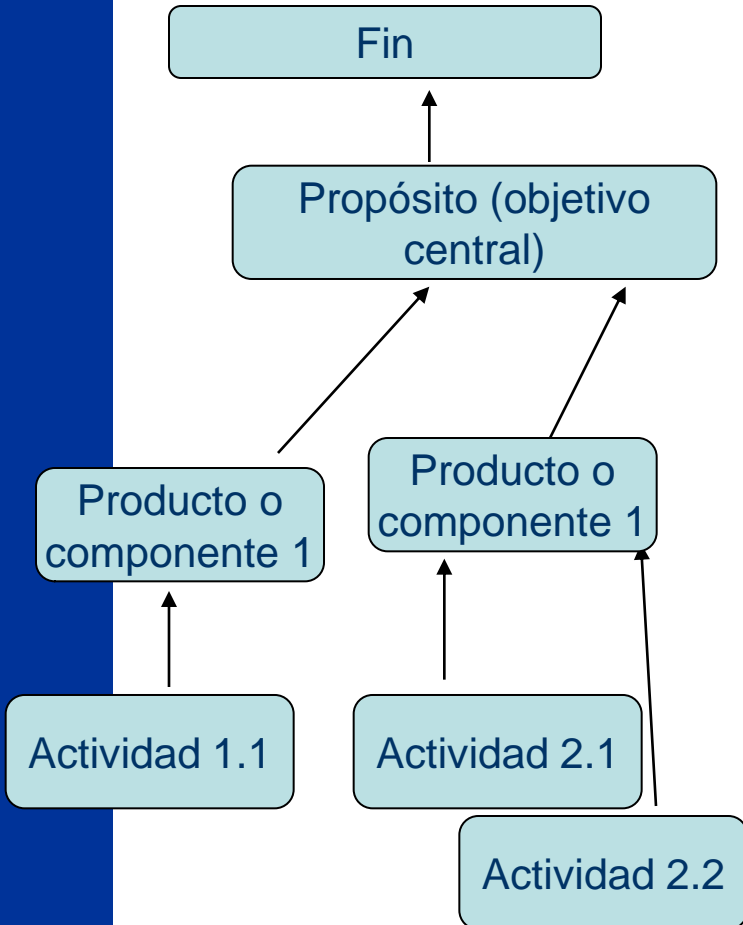 Fin
Propósito (objetivo
central)
Producto o
componente 1
Producto o
componente 1
Actividad 1.1
Actividad 2.1
Actividad 2.2